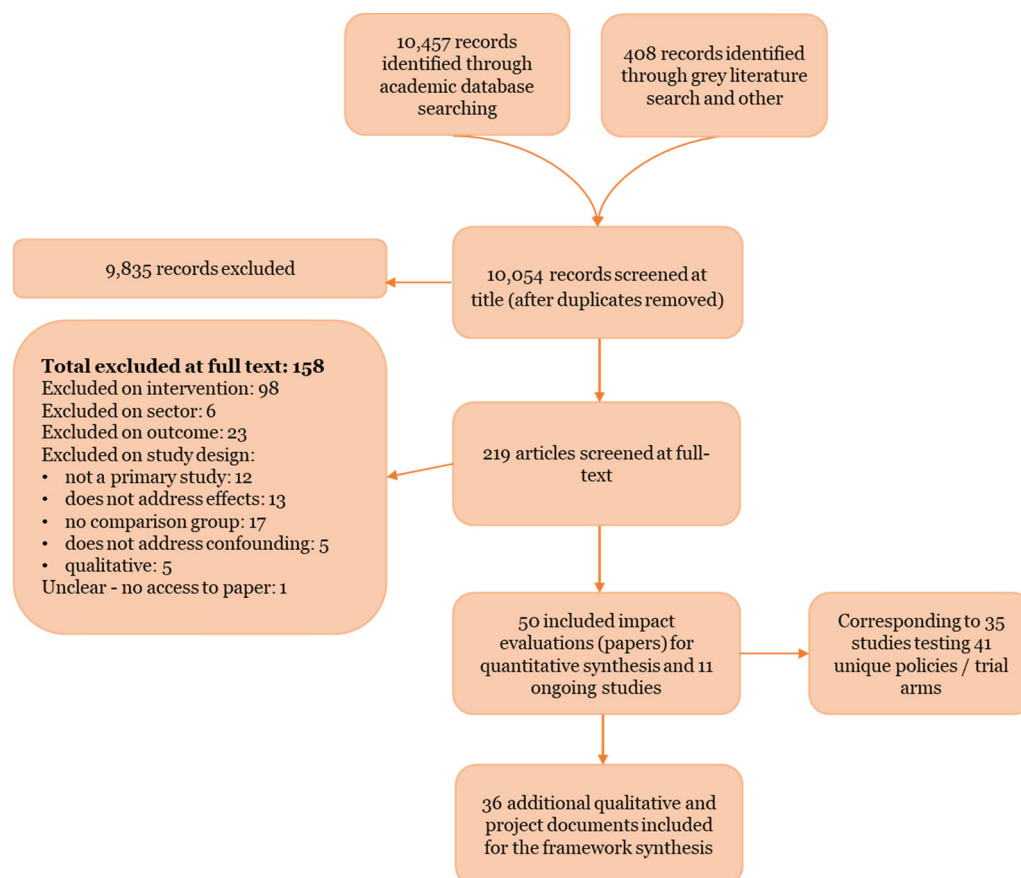 10,457 records
identified through
academic database
searching
408 records identified
through grey literature
search and other
9,835 records excluded
10,054 records screened at
title (after duplicates removed)
Total excluded at full text: 158
Excluded on intervention: 98
Excluded on sector: 6
Excluded on outcome: 23
Excluded on study design:
• not a primary study: 12
• does not address effects: 13
• no comparison group: 17
• does not address confounding: 5
• qualitative: 5
Unclear - no access to paper: 1
219 articles screened at full-
text
50 included impact
evaluations (papers) for
quantitative synthesis and 11
ongoing studies
Corresponding to 35
studies testing 41
unique policies / trial
arms
36 additional qualitative and
project documents included
for the framework synthesis